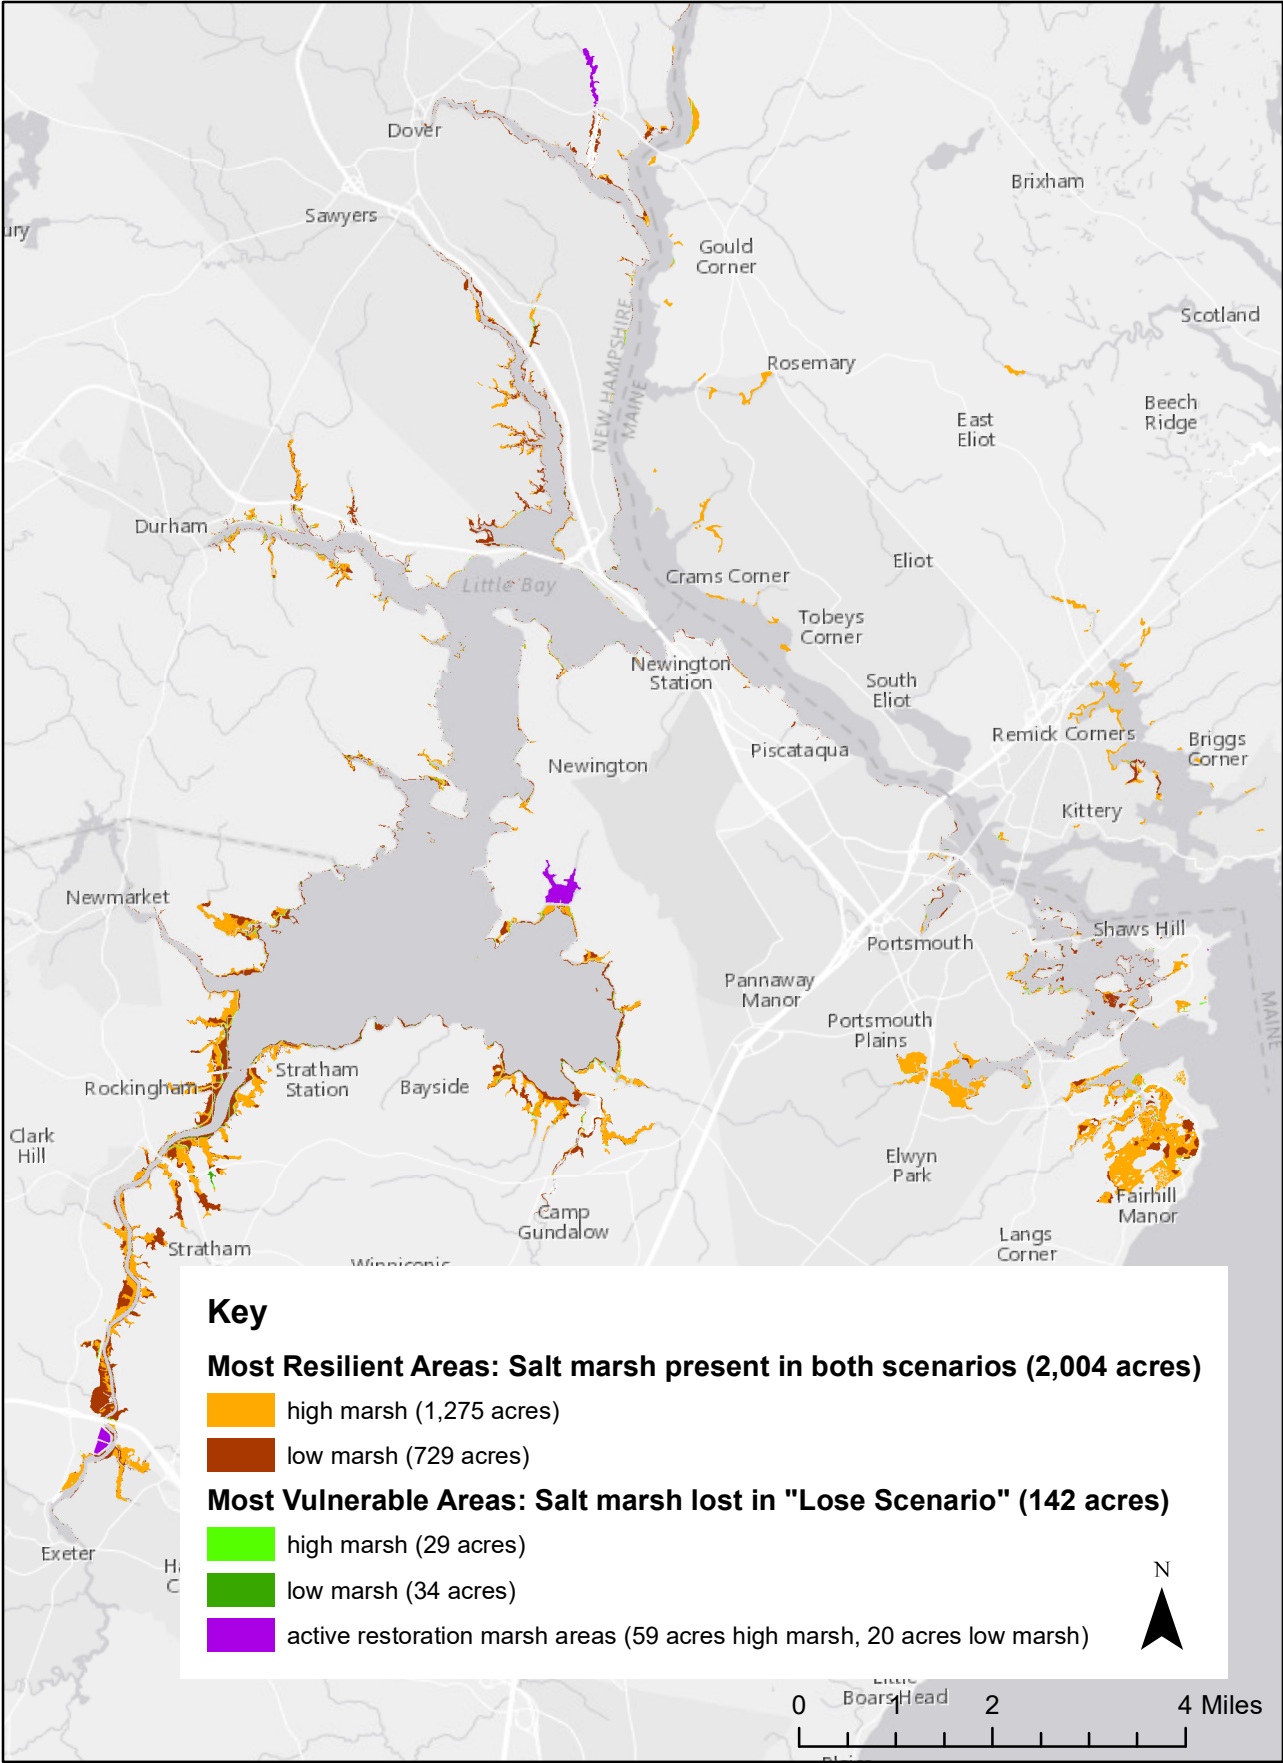 Dover
Brixham
Sawyers
ury
Gould
Corner
Scotland
NEW HAMPSHIRE
MAINE
Rosemary
Beech
Ridge
East
Eliot
Durham
Eliot
Little Bay
Crams Corner
Tobeys
Corner
Newington
Station
South
Eliot
Remick Corners
Briggs
Corner
Piscataqua
Newington
Kittery
Newmarket
Shaws Hill
Portsmouth
Pannaway
Manor
MAINE
Portsmouth
Plains
Stratham
Station
Rockingham
Bayside
Clark
Hill
Elwyn
Park
Fairhill
Manor
Camp
Gundalow
Langs
Corner
Stratham
Winniconic
Key
Most Resilient Areas: Salt marsh present in both scenarios (2,004 acres)
high marsh (1,275 acres)
low marsh (729 acres)
Most Vulnerable Areas: Salt marsh lost in "Lose Scenario" (142 acres)
high marsh (29 acres)
Exeter
low marsh (34 acres)
active restoration marsh areas (59 acres high marsh, 20 acres low marsh)
N
Little
Boars Head
0 1 2 4 Miles